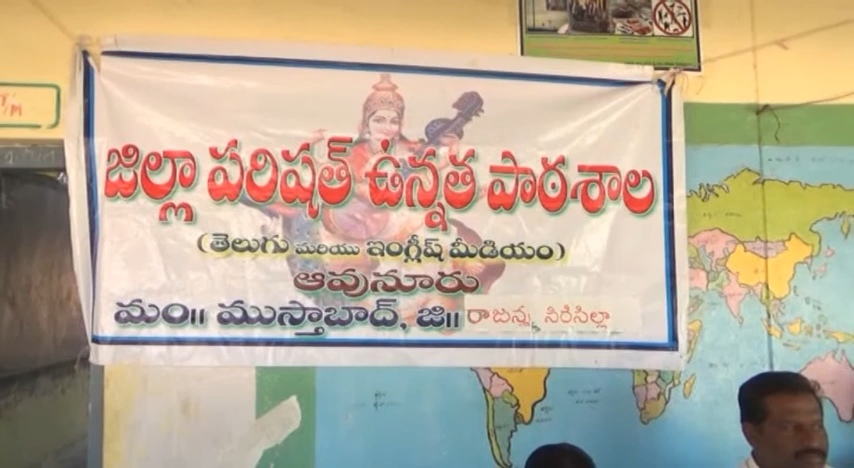 జిల్లా పరిషత్ ఉన్నత పాఠశాల
(తెలుగు మరియు ఇంగ్లీష్ మీడియం)
ఆవునూరు
మం॥ ముస్తాబాద్, జి॥ రాజన్న సిరిసిల్లా